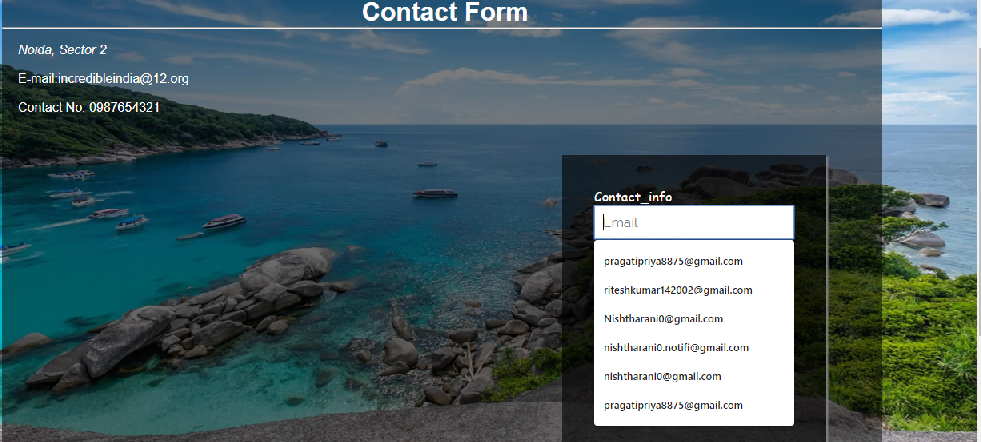 Contact Form
Noida, Sector 2
E-mail:incredibleindia@12.org
Contact No. 0987654321
Contact_info
Email
pragatipriya8875@gmail.com
riteshkumar142002@gmail.com
Nishtharani0@gmail.com
nishtharani0.notifi@gmail.com
nishtharani0@gmail.com
pragatipriya8875@gmail.com